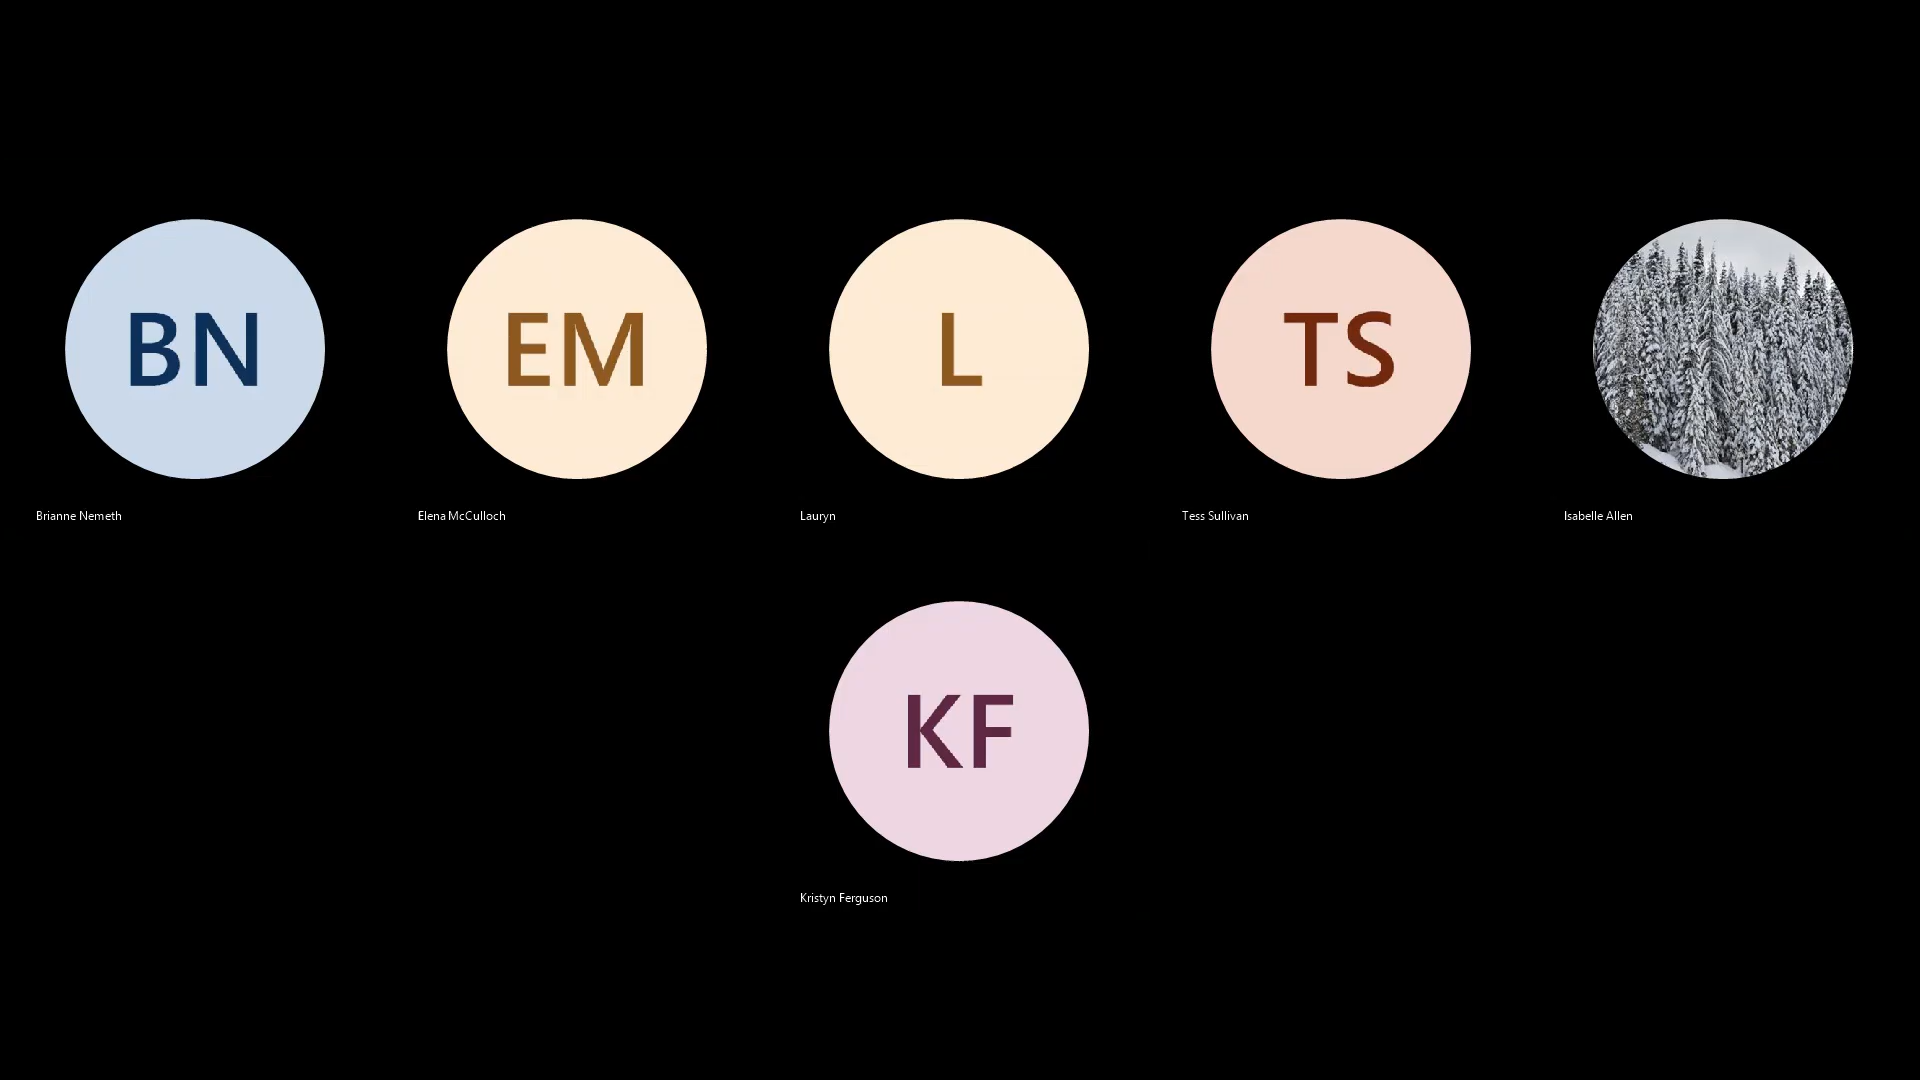 BN
EM
L
TS
Brianne Nemeth
Elena McCulloch
Lauryn
Tess Sullivan
Isabelle Allen
KF
Kristyn Ferguson